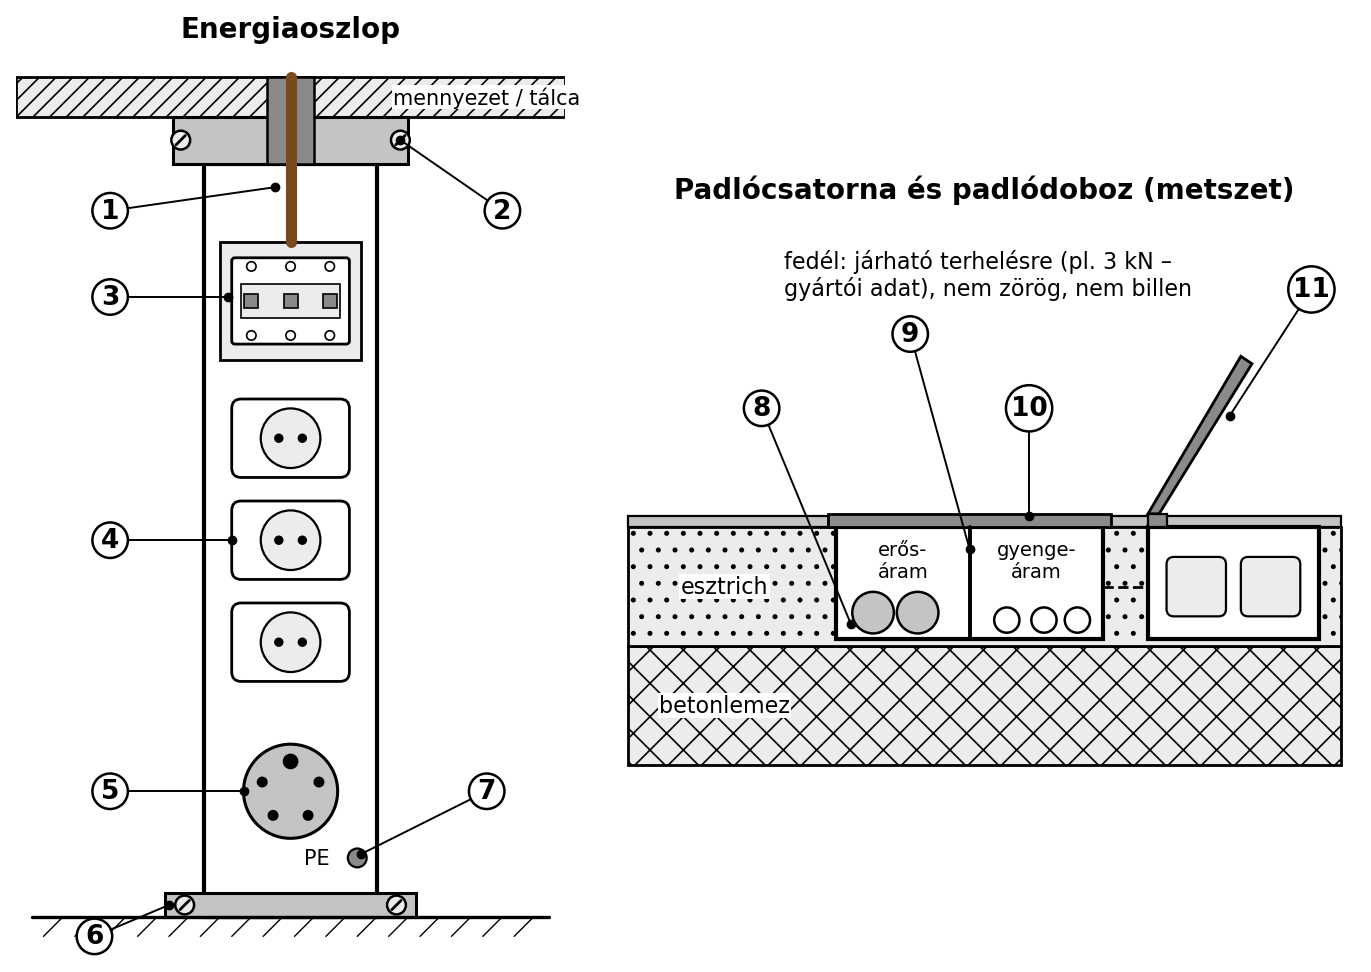 Energiaoszlop
mennyezet / tálca
1
2
3
4
5
7
PE
6
Padlócsatorna és padlódoboz (metszet)
fedél: járható terhelésre (pl. 3 kN –
gyártói adat), nem zörög, nem billen
11
9
8
10
erős-
áram
gyenge-
áram
esztrich
betonlemez